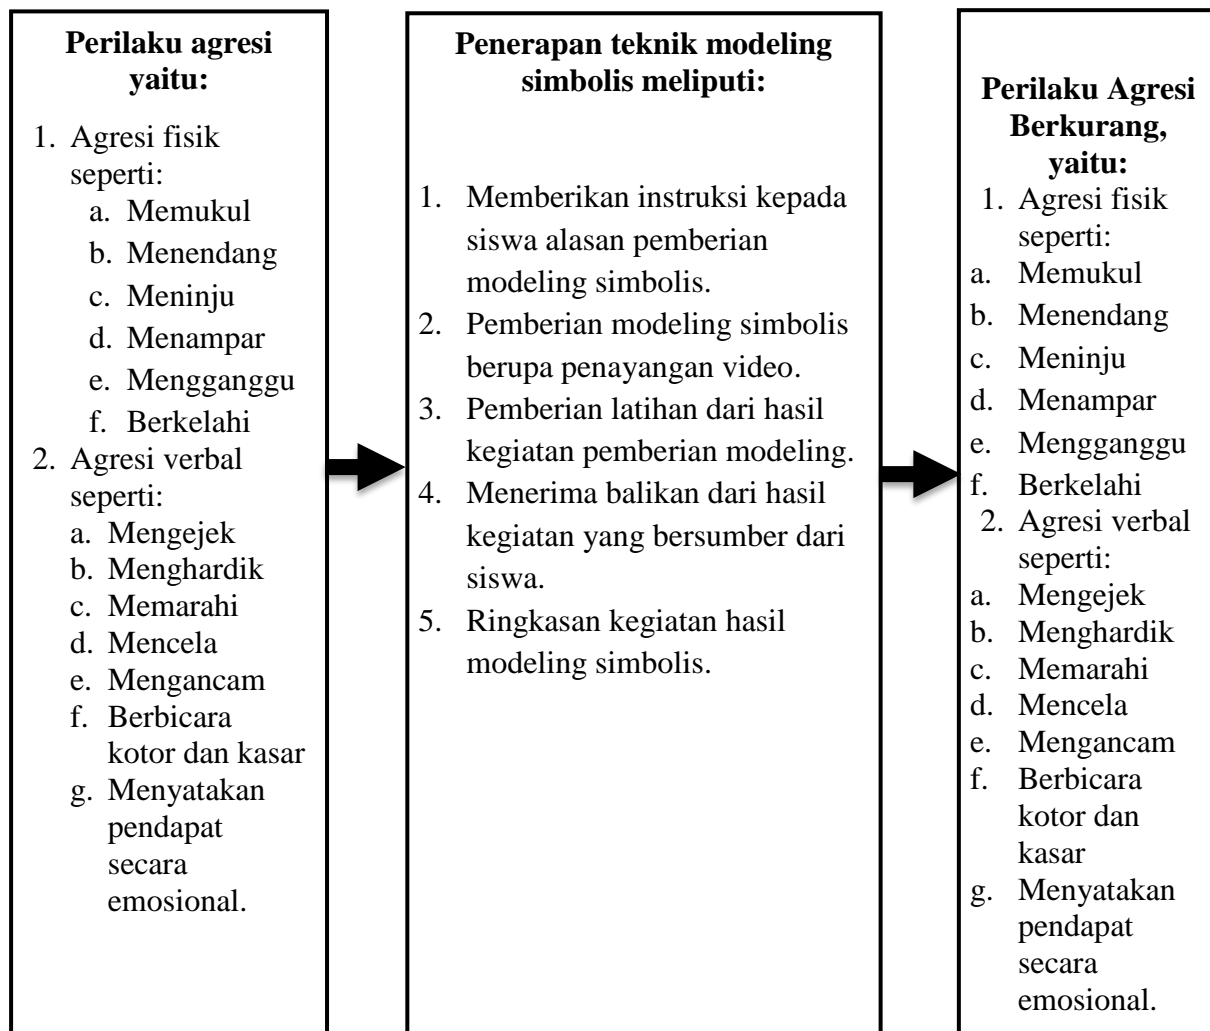 Perilaku agresi
yaitu:
1. Agresi fisik
seperti:
a. Memukul
b. Menendang
c. Meninju
d. Menampar
e. Mengganggu
f. Berkelahi
2. Agresi verbal
seperti:
a. Mengejek
b. Menghardik
c. Memarahi
d. Mencela
e. Mengancam
f. Berbicara
kotor dan kasar
g. Menyatakan
pendapat
secara
emosional.
Penerapan teknik modeling
simbolis meliputi:
1. Memberikan instruksi kepada
siswa alasan pemberian
modeling simbolis.
2. Pemberian modeling simbolis
berupa penayangan video.
3. Pemberian latihan dari hasil
kegiatan pemberian modeling.
4. Menerima balikan dari hasil
kegiatan yang bersumber dari
siswa.
5. Ringkasan kegiatan hasil
modeling simbolis.
Perilaku Agresi
Berkurang,
yaitu:
1. Agresi fisik
seperti:
a. Memukul
b. Menendang
c. Meninju
d. Menampar
e. Mengganggu
f. Berkelahi
2. Agresi verbal
seperti:
a. Mengejek
b. Menghardik
c. Memarahi
d. Mencela
e. Mengancam
f. Berbicara
kotor dan
kasar
g. Menyatakan
pendapat
secara
emosional.